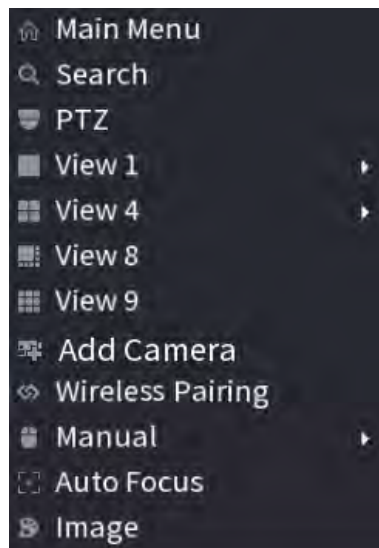 Main Menu
Search
PTZ
View 1
View 4
View 8
View 9
Add Camera
Wireless Pairing
Manual
Auto Focus
Image